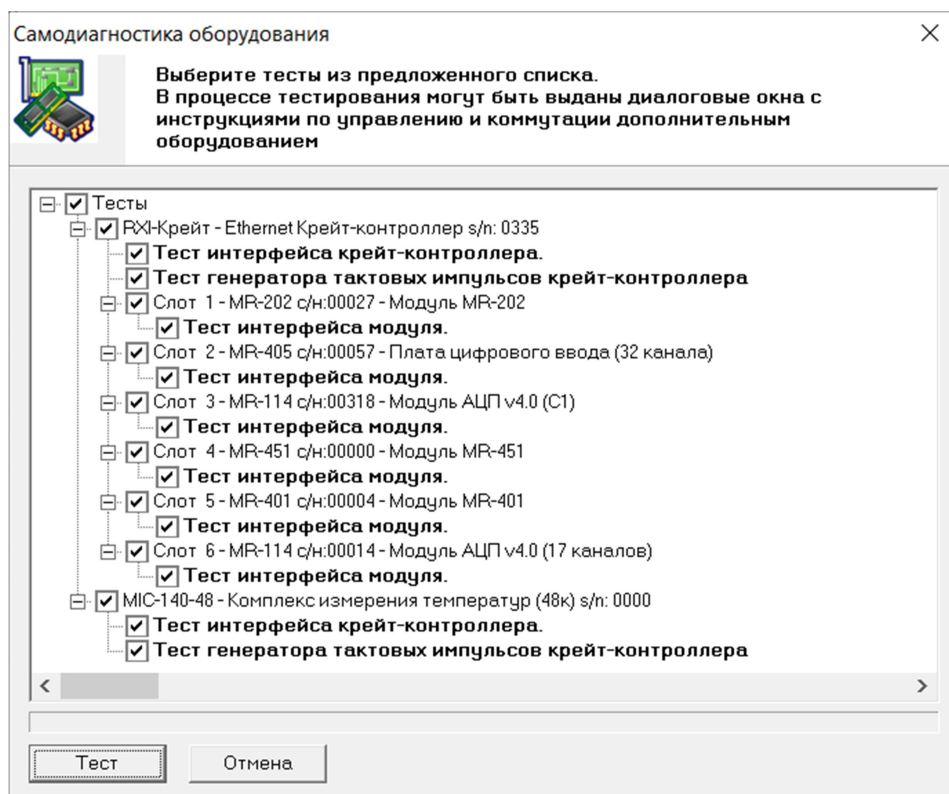 Самодиагностика оборудования
Выберите тесты из предложенного списка.
В процессе тестирования могут быть выданы диалоговые окна с
инструкциями по управлению и коммутации дополнительным
оборудованием
Тесты
RXI-Крейт - Ethernet Крейт-контроллер s/n: 0335
Тест интерфейса крейт-контроллера.
Тест генератора тактовых импульсов крейт-контроллера
Слот 1 - MR-202 с/н:00027 - Модуль MR-202
Тест интерфейса модуля.
Слот 2 - MR-405 с/н:00057 - Плата цифрового ввода (32 канала)
Тест интерфейса модуля.
Слот 3 - MR-114 с/н:00318 - Модуль АЦП v4.0 (C1)
Тест интерфейса модуля.
Слот 4 - MR-451 с/н:00000 - Модуль MR-451
Тест интерфейса модуля.
Слот 5 - MR-401 с/н:00004 - Модуль MR-401
Тест интерфейса модуля.
Слот 6 - MR-114 с/н:00014 - Модуль АЦП v4.0 (17 каналов)
Тест интерфейса модуля.
MIC-140-48 - Комплекс измерения температур (48к) s/n: 0000
Тест интерфейса крейт-контроллера.
Тест генератора тактовых импульсов крейт-контроллера
Тест Отмена